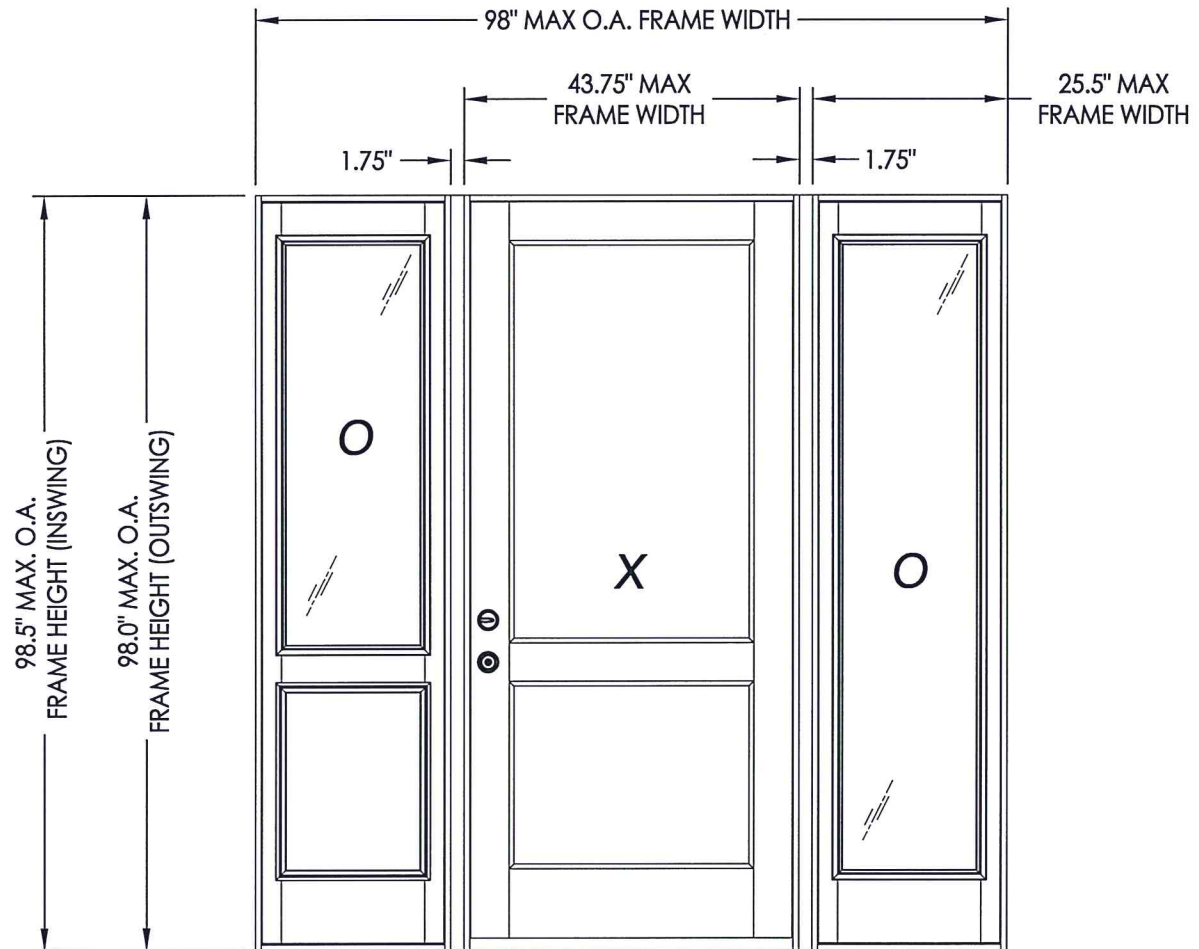 98" MAX O.A. FRAME WIDTH
43.75" MAX
FRAME WIDTH
25.5" MAX
FRAME WIDTH
1.75"
1.75"
98.5" MAX. O.A.
FRAME HEIGHT (INSWING)
98.0" MAX. O.A.
FRAME HEIGHT (OUTSWING)
O
X
O